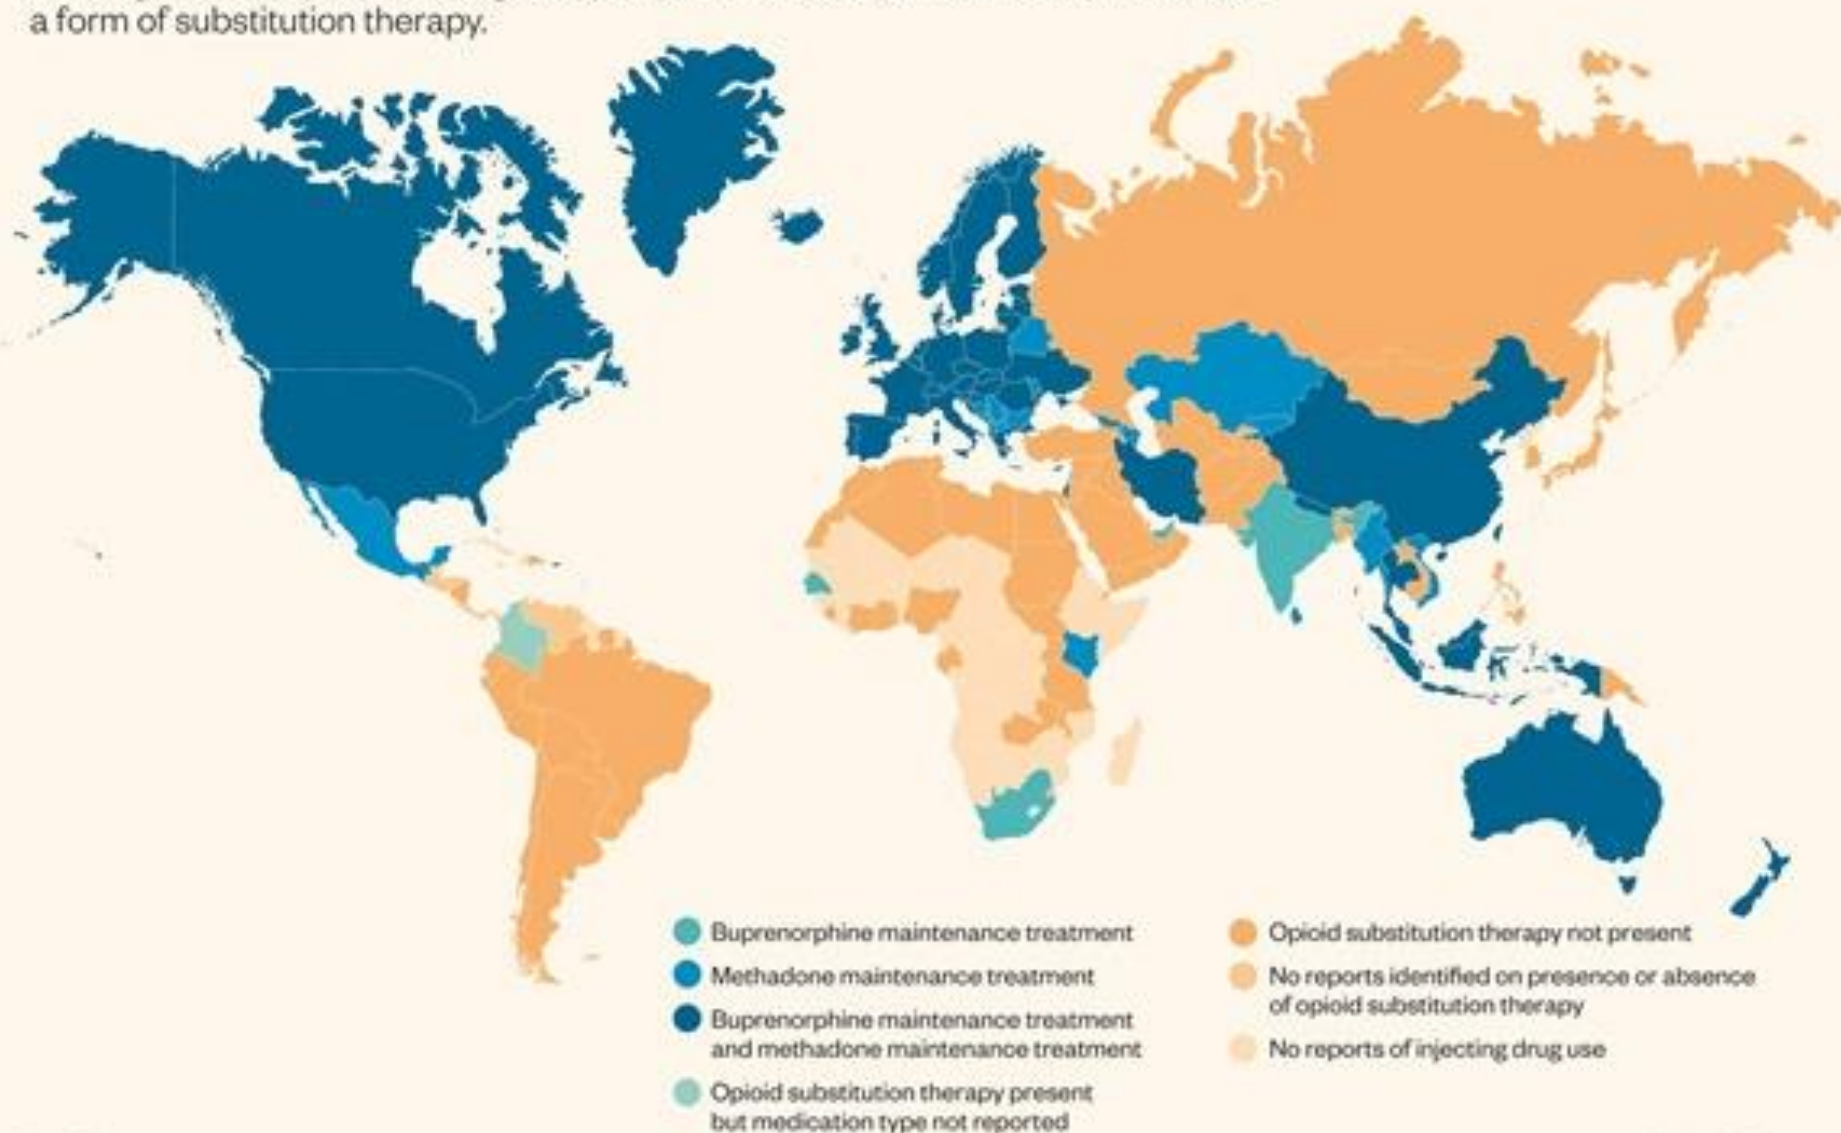 a form of substitution therapy.
Buprenorphine maintenance treatment
Methadone maintenance treatment
Buprenorphine maintenance treatment
and methadone maintenance treatment
Opioid substitution therapy present
but medication type not reported
Opioid substitution therapy not present
No reports identified on presence or absence
of opioid substitution therapy
No reports of injecting drug use